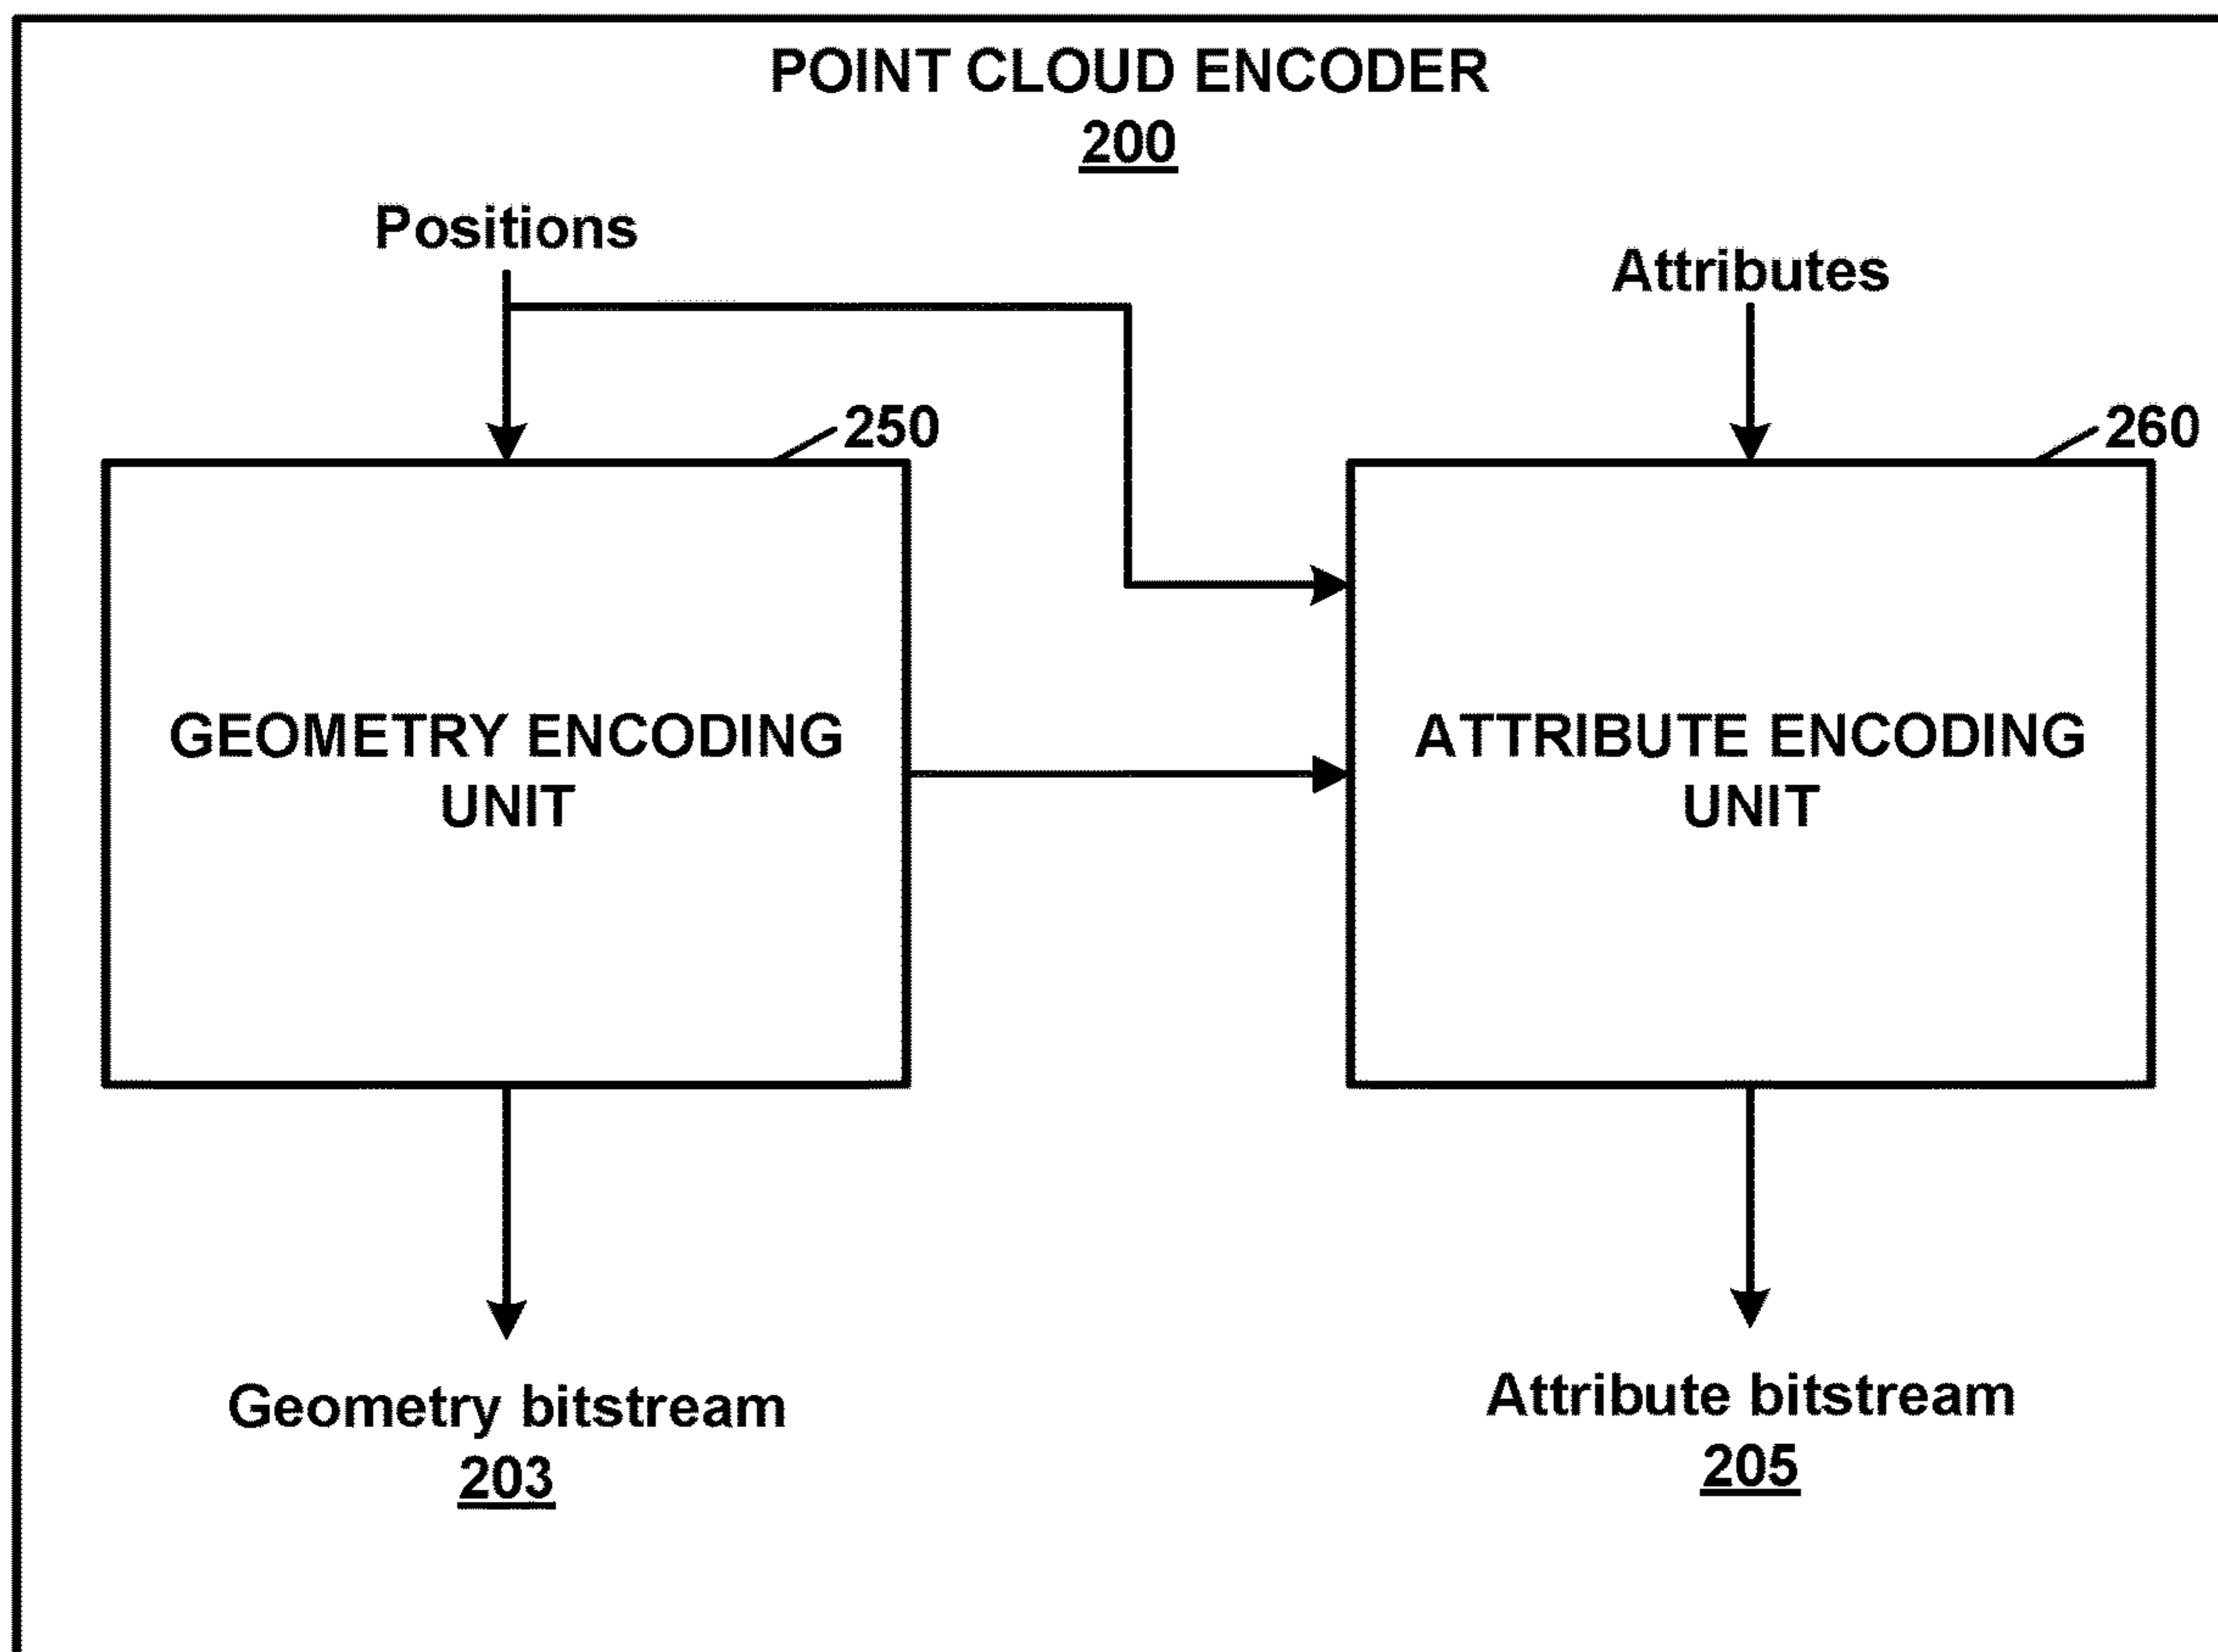 POINT CLOUD ENCODER
200
Positions
Attributes
250
260
GEOMETRY ENCODING
UNIT
ATTRIBUTE ENCODING
UNIT
Geometry bitstream
203
Attribute bitstream
205